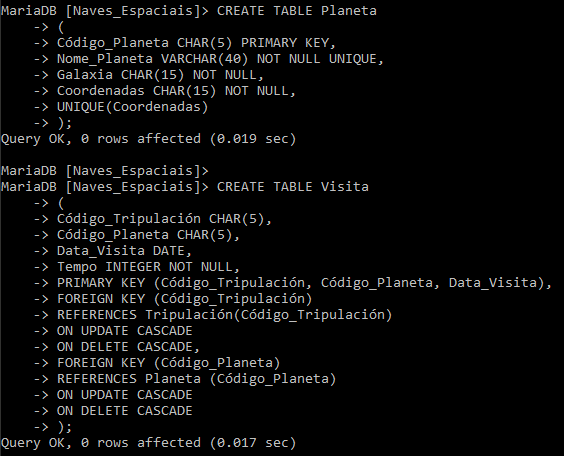 MariaDB [Naves_Espaciais]> CREATE TABLE Planeta
-> (
-> Código_Planeta CHAR(5) PRIMARY KEY,
-> Nome_Planeta VARCHAR(40) NOT NULL UNIQUE,
-> Galaxia CHAR(15) NOT NULL,
-> Coordenadas CHAR(15) NOT NULL,
-> UNIQUE(Coordenadas)
-> );
Query OK, 0 rows affected (0.019 sec)
MariaDB [Naves_Espaciais]>
MariaDB [Naves_Espaciais]> CREATE TABLE Visita
-> (
-> Código_Tripulación CHAR(5),
-> Código_Planeta CHAR(5),
-> Data_Visita DATE,
-> Tempo INTEGER NOT NULL,
-> PRIMARY KEY (Código_Tripulación, Código_Planeta, Data_Visita),
-> FOREIGN KEY (Código_Tripulación)
-> REFERENCES Tripulación(Código_Tripulación)
-> ON UPDATE CASCADE
-> ON DELETE CASCADE,
-> FOREIGN KEY (Código_Planeta)
-> REFERENCES Planeta (Código_Planeta)
-> ON UPDATE CASCADE
-> ON DELETE CASCADE
-> );
Query OK, 0 rows affected (0.017 sec)